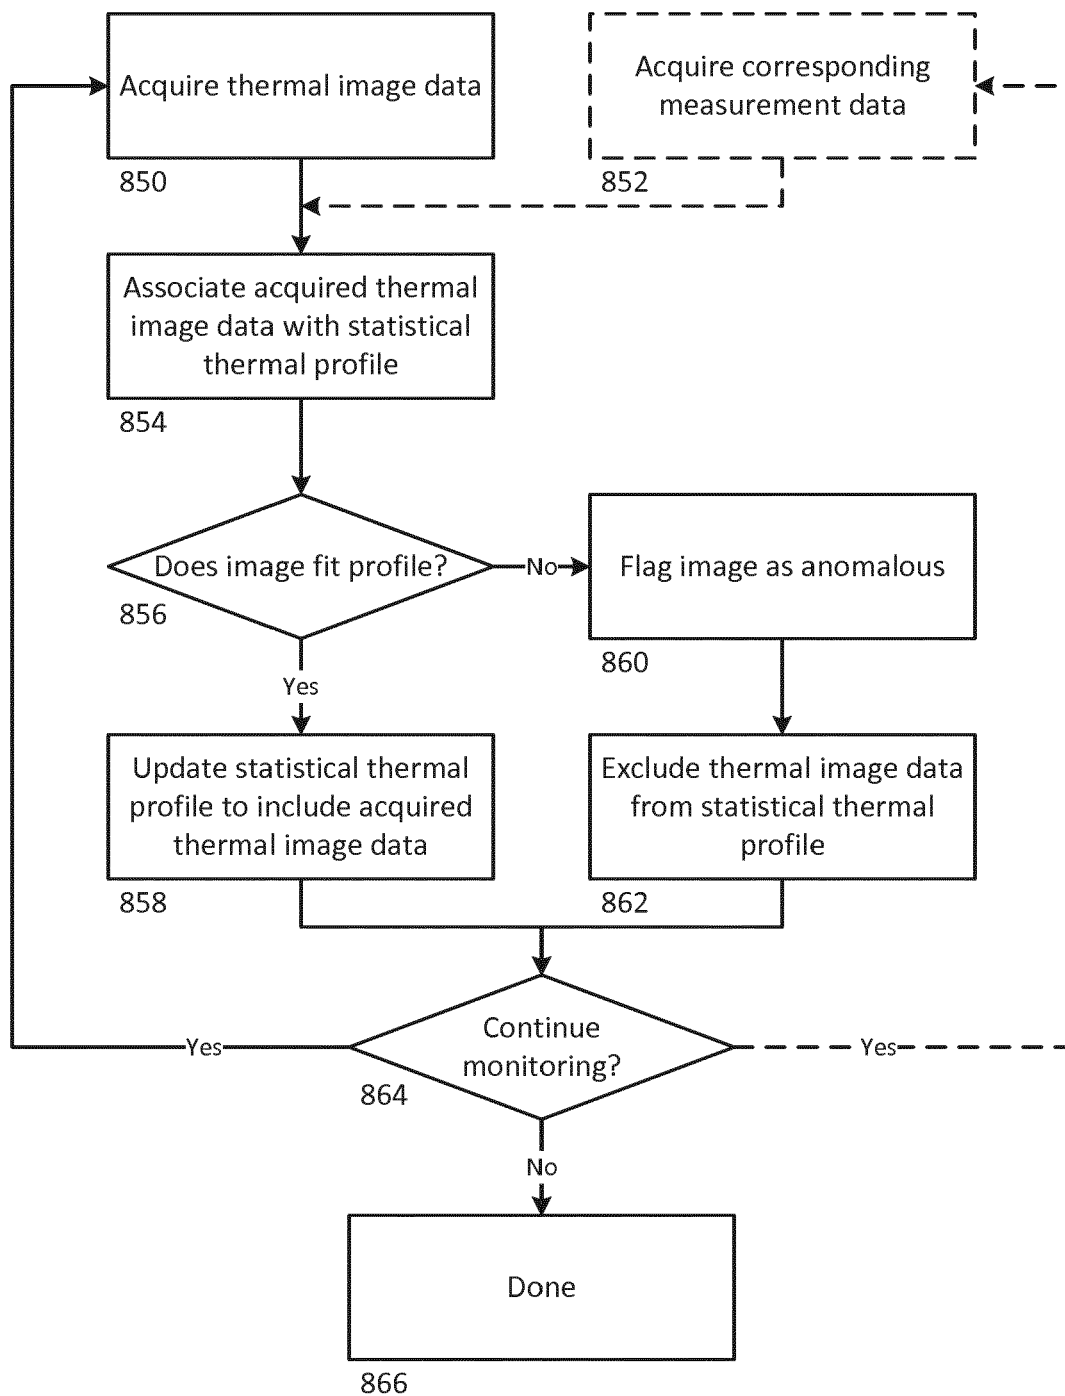 Acquire thermal image data
850
Acquire corresponding
measurement data
852
Associate acquired thermal
image data with statistical
thermal profile
854
Does image fit profile?
856
No
Flag image as anomalous
860
Yes
Update statistical thermal
profile to include acquired
thermal image data
858
Exclude thermal image data
from statistical thermal
profile
862
Continue
monitoring?
864
Yes
Yes
No
Done
866